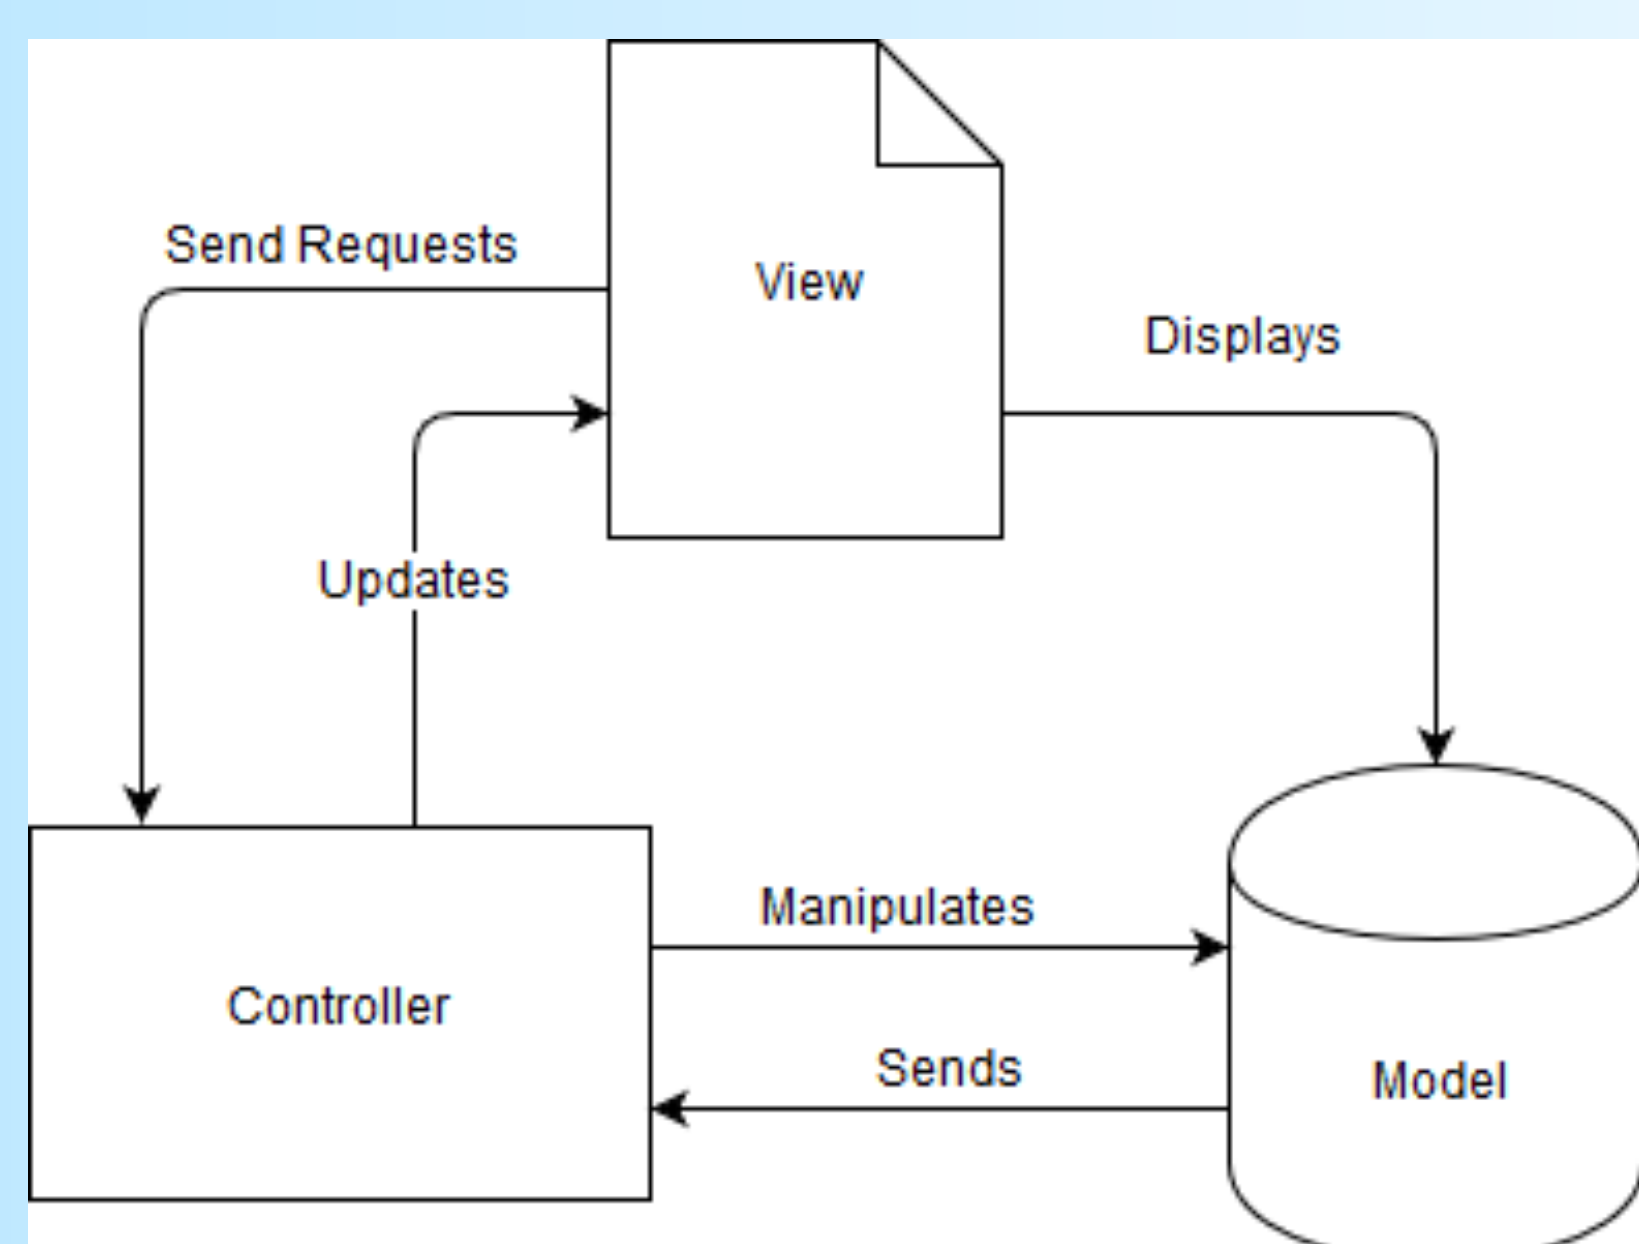 Send Requests
View
Displays
Updates
Manipulates
Controller
Sends
Model